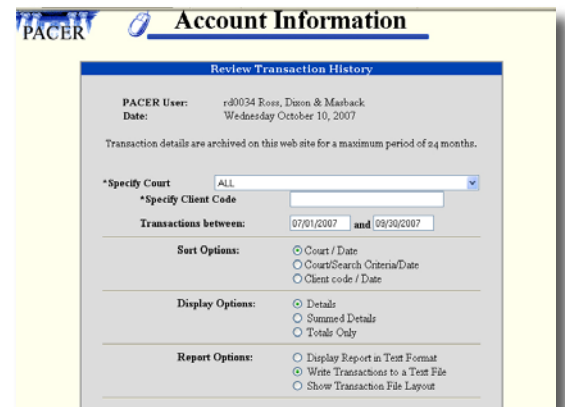 PACER
Account Information
Review Transaction History
PACER User: rd0034 Ross, Dixon & Masback
Date: Wednesday October 10, 2007
Transaction details are archived on this web site for a maximum period of 24 months.
*Specify Court ALL
*Specify Client Code
Transactions between: 07/01/2007 and 09/30/2007
Sort Options: Court / Date
Court/Search Criteria/Date
Client code / Date
Display Options: Details
Summed Details
Totals Only
Report Options: Display Report in Text Format
Write Transactions to a Text File
Show Transaction File Layout